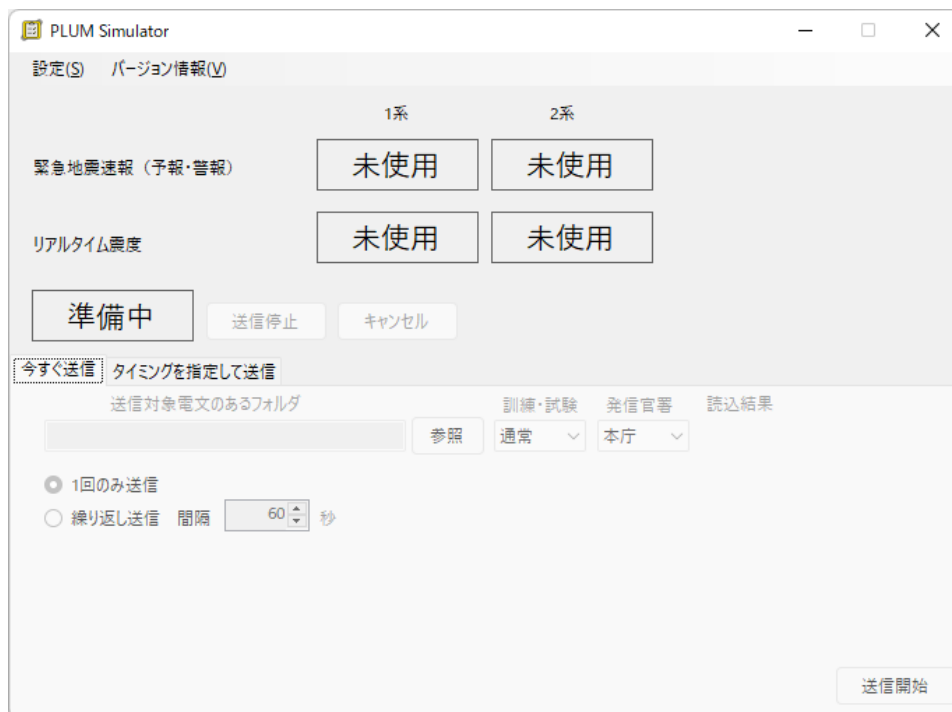 PLUM Simulator
設定(S) バージョン情報(V)
1系 2系
緊急地震速報（予報・警報） 未使用 未使用
リアルタイム震度 未使用 未使用
準備中 送信停止 キャンセル
今すぐ送信 タイミングを指定して送信
送信対象電文のあるフォルダ 訓練・試験 発信官署 読込結果
参照 通常 本庁
1回のみ送信
繰り返し送信 間隔 60 秒
送信開始